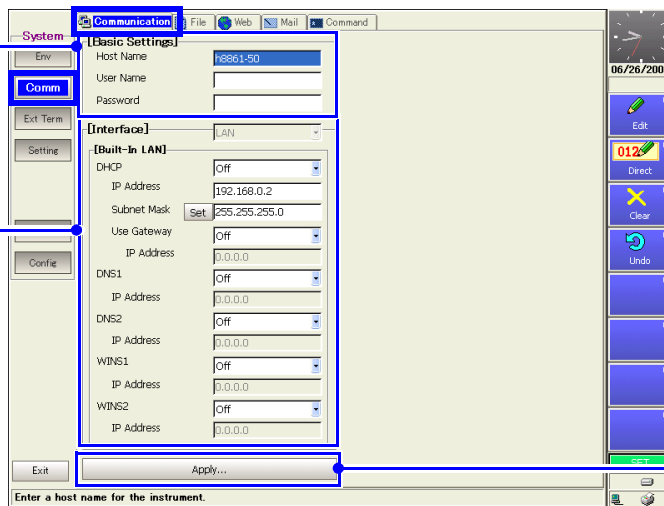 Communication File Web Mail Command
System
Env
Comm
Ext Term
Setting
Config
Exit
[Basic Settings]
Host Name h8861-50
User Name
Password
[Interface] LAN
[Built-In LAN]
DHCP Off
IP Address 192.168.0.2
Subnet Mask Set 255.255.255.0
Use Gateway Off
IP Address 0.0.0.0
DNS1 Off
IP Address 0.0.0.0
DNS2 Off
IP Address 0.0.0.0
WINS1 Off
IP Address 0.0.0.0
WINS2 Off
IP Address 0.0.0.0
Apply...
Enter a host name for the instrument.
06/26/200
Edit
012
Direct
Clear
Undo
SET